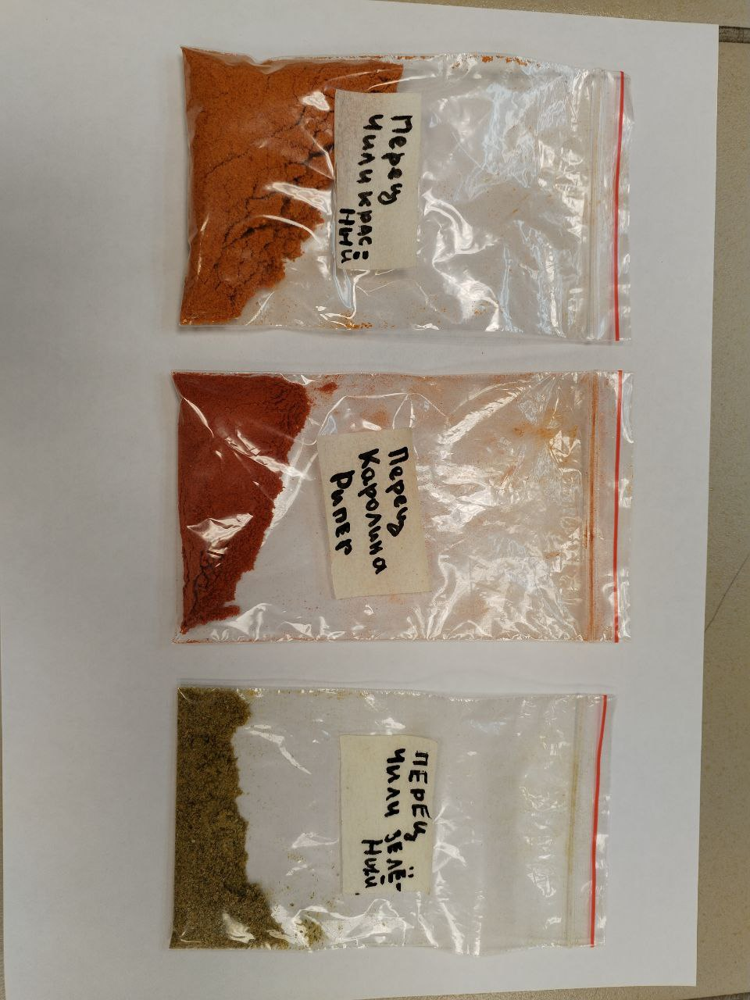 Перец
Чили крас=
ный
Перец
Каролина
Рипер
ПЕРЕЦ
Чили зелё-
ный